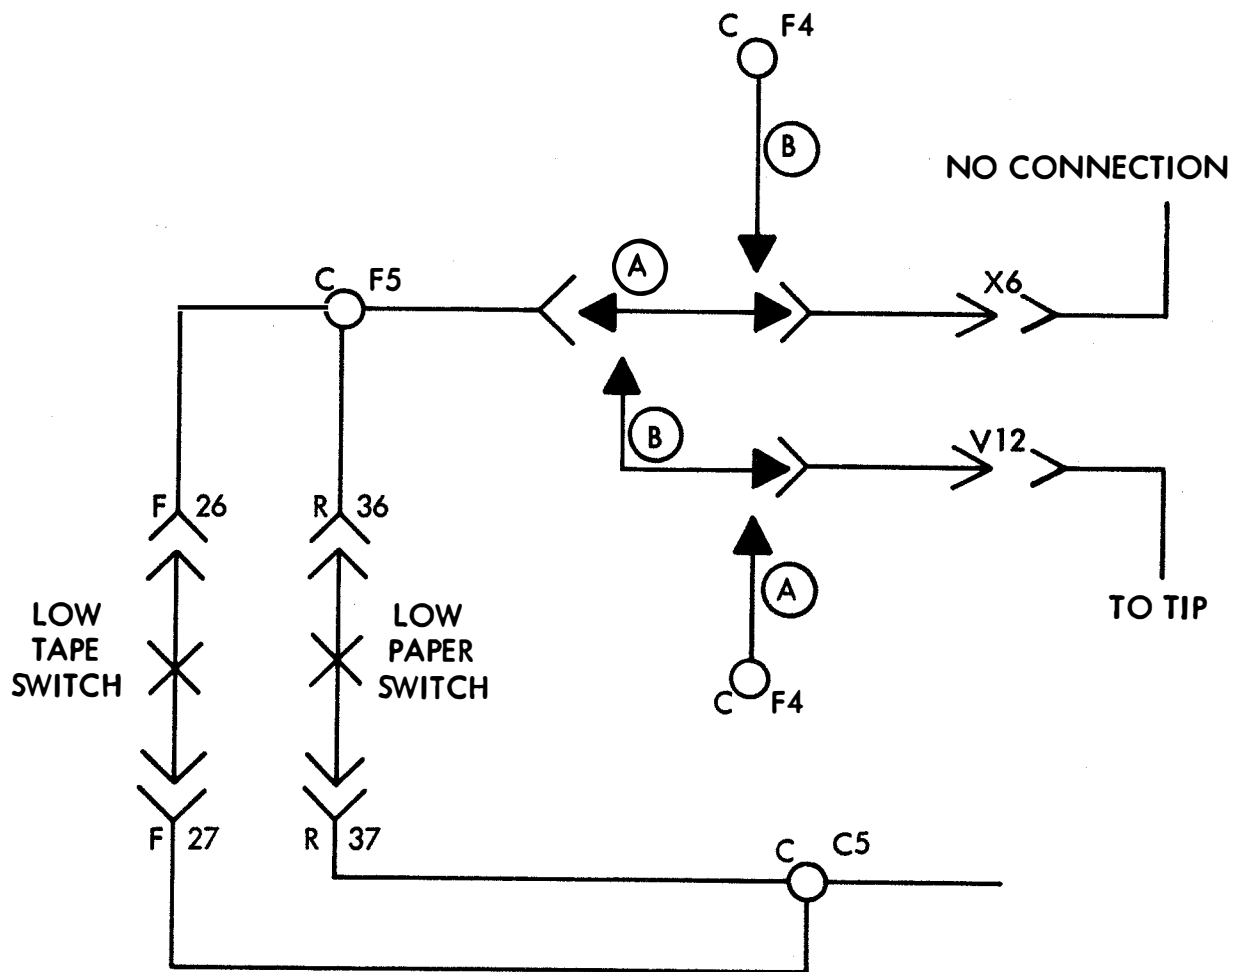 C F4
B
NO CONNECTION
A
C F5
X6
B
V12
F 26
R 36
A
TO TIP
LOW
TAPE
SWITCH
LOW
PAPER
SWITCH
C F4
F 27
R 37
C C5